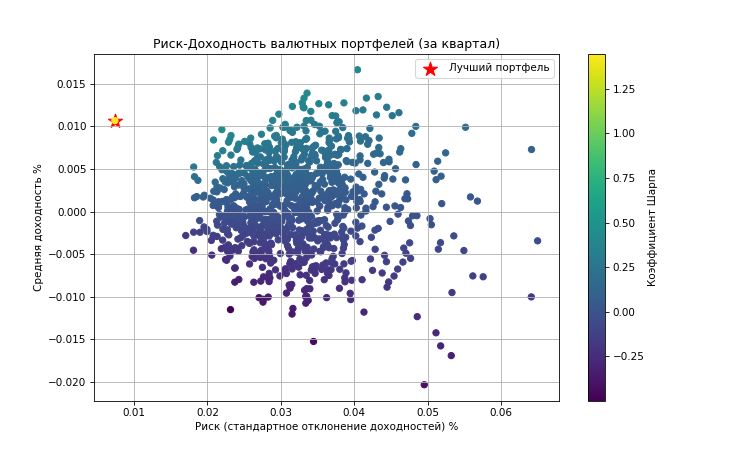 Риск-Доходность валютных портфелей (за квартал)
Лучший портфель
Средняя доходность %
0.015
0.010
0.005
0.000
−0.005
−0.010
−0.015
−0.020
0.01 0.02 0.03 0.04 0.05 0.06
Риск (стандартное отклонение доходностей) %
1.25
1.00
0.75
0.50
0.25
0.00
−0.25
Коэффициент Шарпа